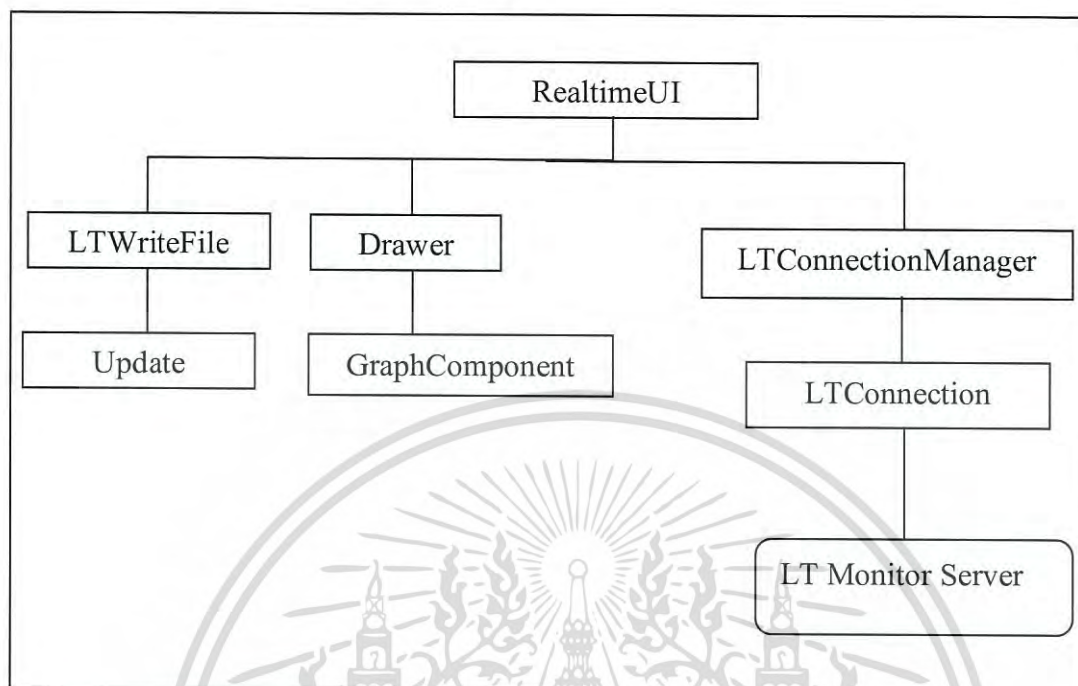 RealtimeUI
LTWriteFile
Drawer
LTConnectionManager
Update
GraphComponent
LTConnection
LT Monitor Server